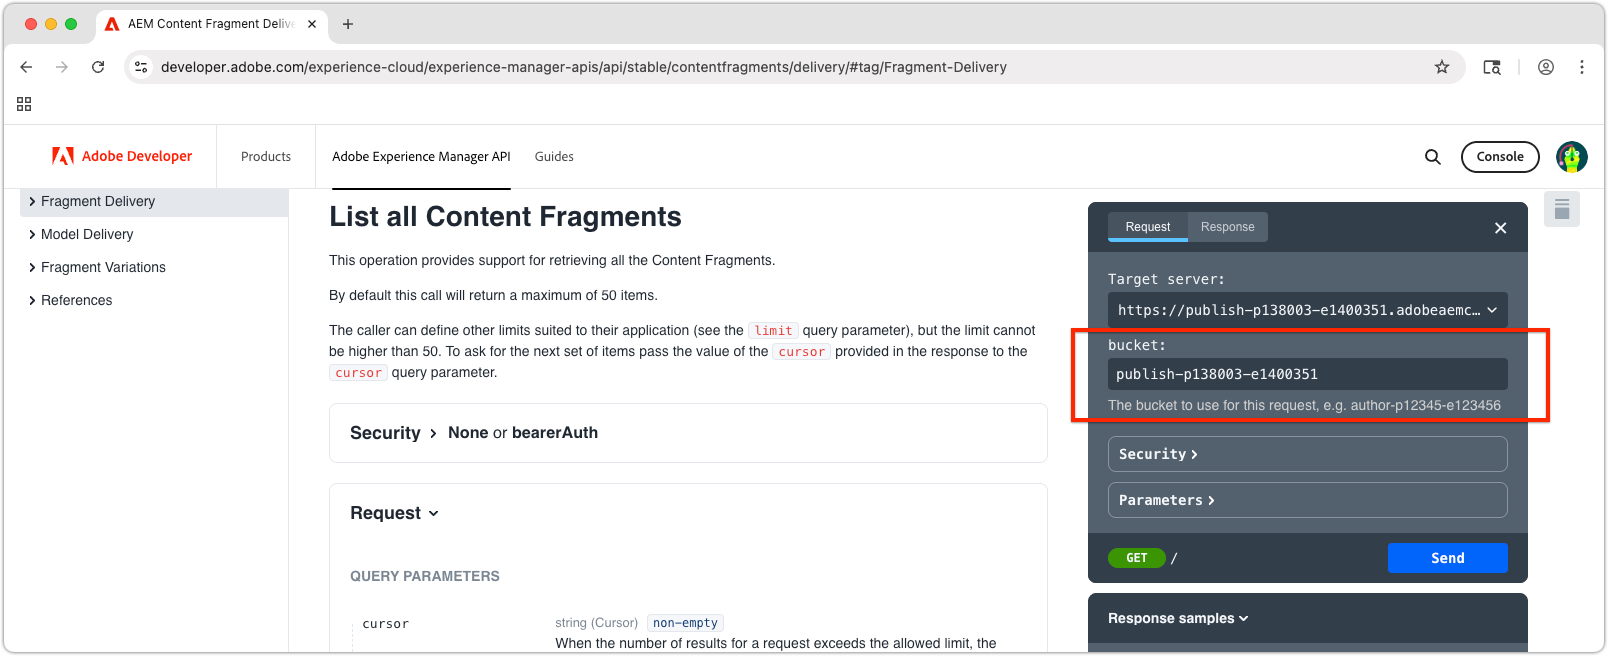 AEM Content Fragment Delive
developer.adobe.com/experience-cloud/experience-manager-apis/api/stable/contentfragments/delivery/#tag/Fragment-Delivery
Adobe Developer
Products
Adobe Experience Manager API
Guides
Console
Fragment Delivery
Model Delivery
Fragment Variations
References
List all Content Fragments
This operation provides support for retrieving all the Content Fragments.
By default this call will return a maximum of 50 items.
The caller can define other limits suited to their application (see the limit query parameter), but the limit cannot
be higher than 50. To ask for the next set of items pass the value of the cursor provided in the response to the
cursor query parameter.
Security > None or bearerAuth
Request
QUERY PARAMETERS
cursor
string (Cursor) non-empty
When the number of results for a request exceeds the allowed limit, the
Request
Response
Target server:
https://publish-p138003-e1400351.adobeaemc…
bucket:
publish-p138003-e1400351
The bucket to use for this request, e.g. author-p12345-e123456
Security >
Parameters >
GET /
Send
Response samples